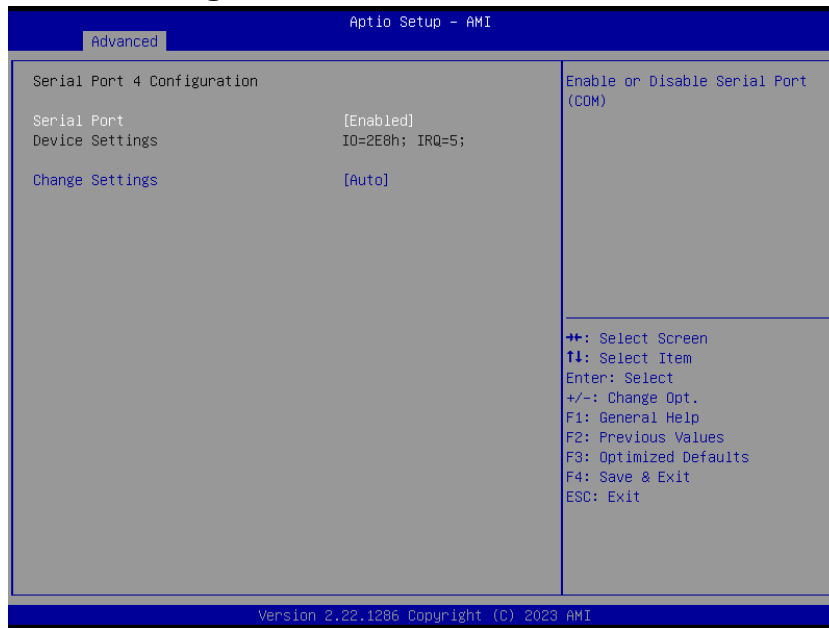 Aptio Setup – AMI
Advanced
Serial Port 4 Configuration
Serial Port [Enabled]
Device Settings IO=2E8h; IRQ=5;
Change Settings [Auto]
Enable or Disable Serial Port
(COM)
→←: Select Screen
↑↓: Select Item
Enter: Select
+/-: Change Opt.
F1: General Help
F2: Previous Values
F3: Optimized Defaults
F4: Save & Exit
ESC: Exit
Version 2.22.1286 Copyright (C) 2023 AMI